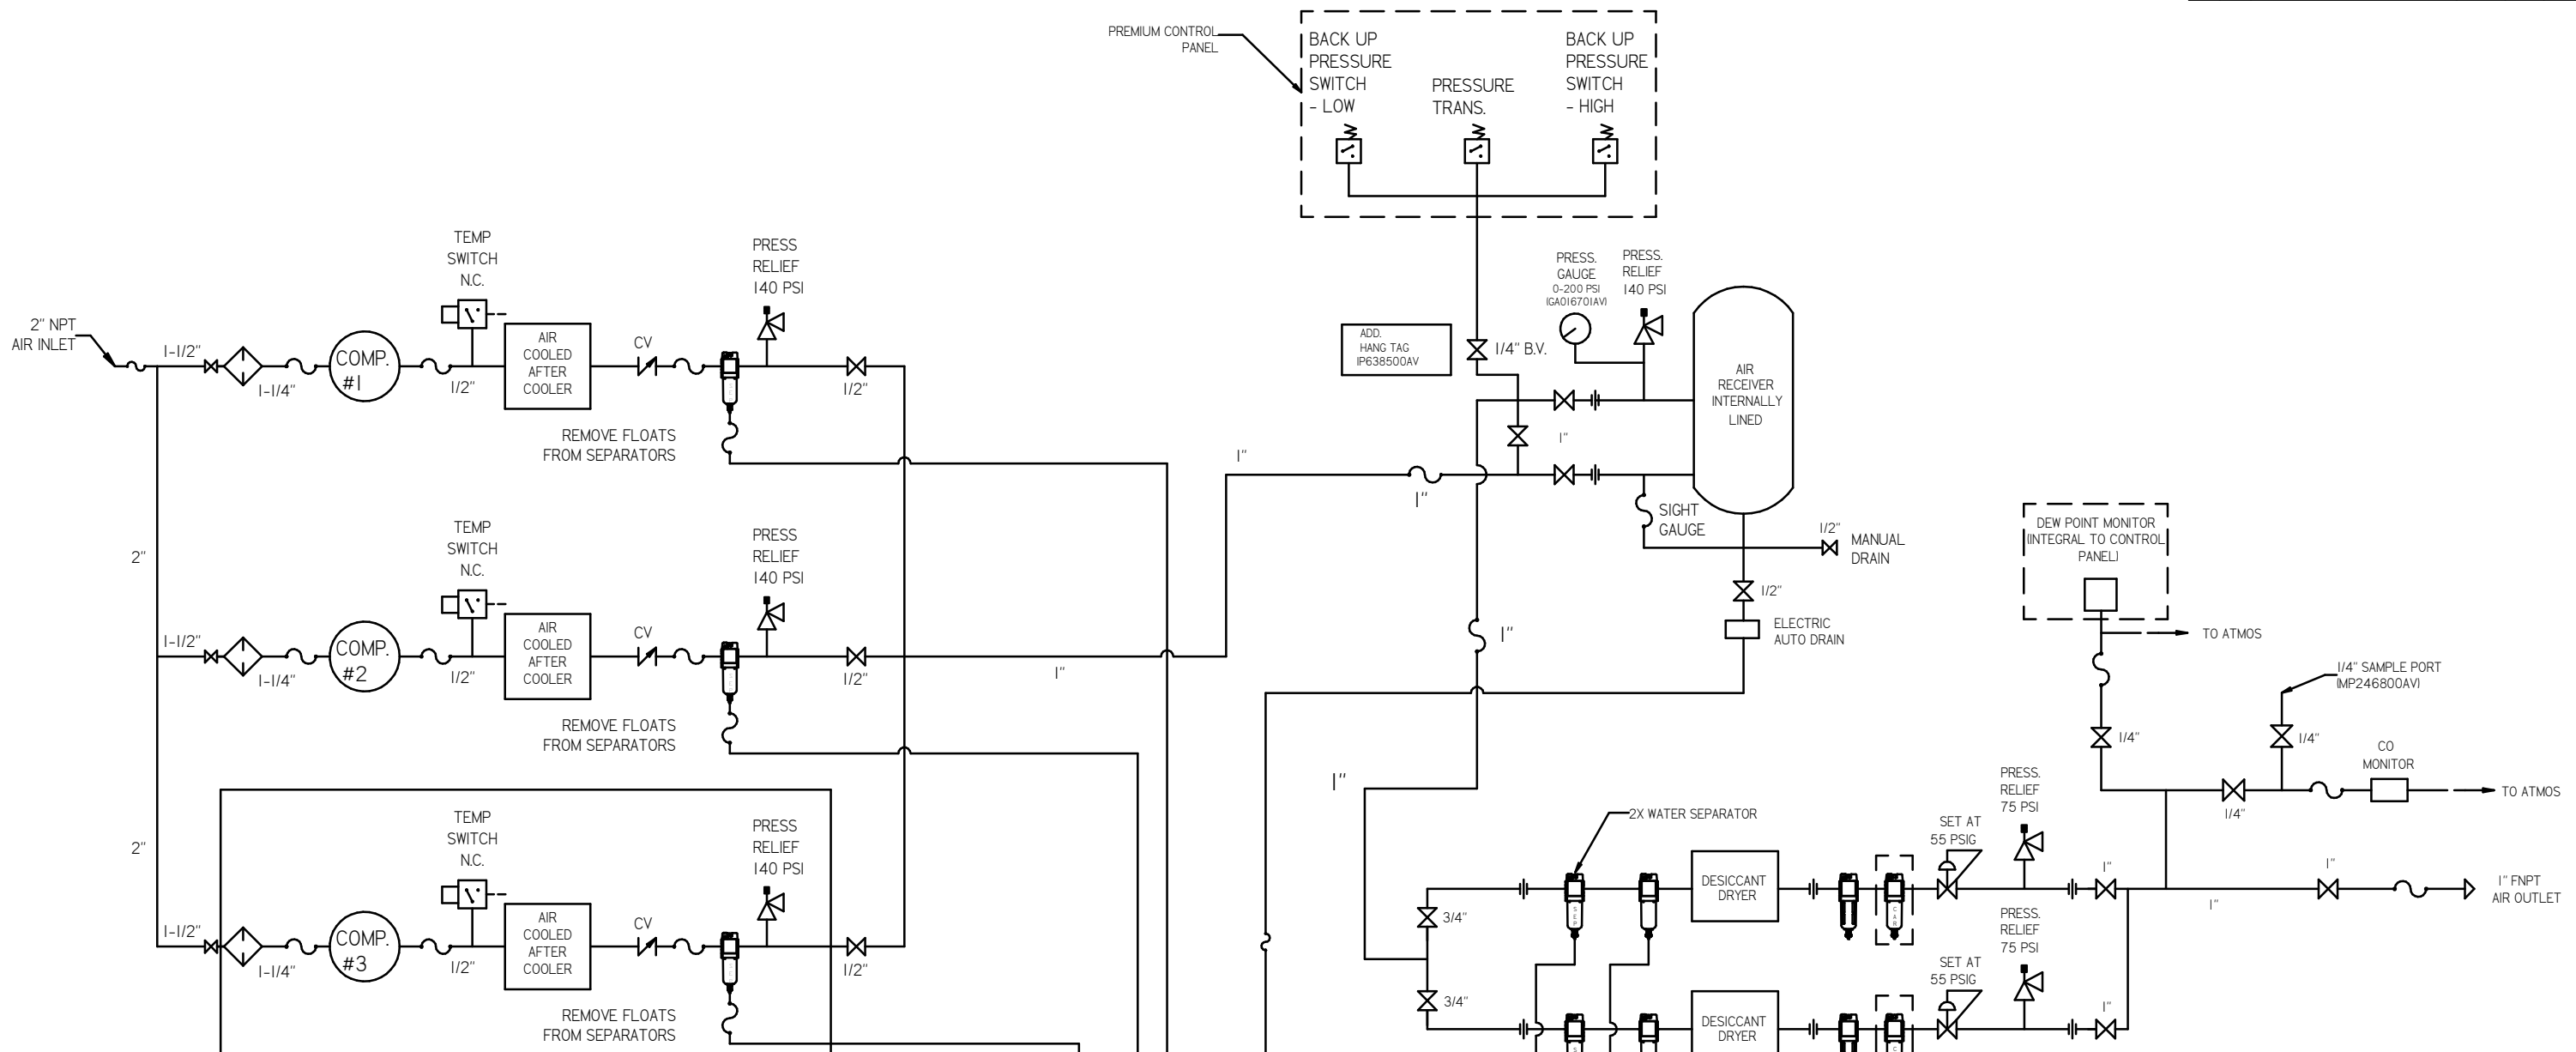 PREMIUM CONTROL
PANEL
BACK UP
PRESSURE
SWITCH
- LOW
PRESSURE
TRANS.
BACK UP
PRESSURE
SWITCH
- HIGH
TEMP
SWITCH
N.C.
PRESS
RELIEF
140 PSI
2" NPT
AIR INLET
1-1/2"
1-1/4"
COMP.
#1
1/2"
AIR
COOLED
AFTER
COOLER
CV
1/2"
REMOVE FLOATS
FROM SEPARATORS
ADD.
HANG TAG
IP638500AV
1/4" B.V.
PRESS.
GAUGE
0-200 PSI
(GA016701AV)
PRESS.
RELIEF
140 PSI
AIR
RECEIVER
INTERNALLY
LINED
1"
1"
1"
SIGHT
GAUGE
1/2"
MANUAL
DRAIN
1/2"
ELECTRIC
AUTO DRAIN
2"
TEMP
SWITCH
N.C.
PRESS
RELIEF
140 PSI
1-1/2"
1-1/4"
COMP.
#2
1/2"
AIR
COOLED
AFTER
COOLER
CV
1/2"
1"
1"
REMOVE FLOATS
FROM SEPARATORS
DEW POINT MONITOR
(INTEGRAL TO CONTROL
PANEL)
TO ATMOS
1/4" SAMPLE PORT
(MP246800AV)
1/4"
1/4"
CO
MONITOR
TO ATMOS
1/4"
1"
2"
TEMP
SWITCH
N.C.
PRESS
RELIEF
140 PSI
1-1/2"
1-1/4"
COMP.
#3
1/2"
AIR
COOLED
AFTER
COOLER
CV
1/2"
REMOVE FLOATS
FROM SEPARATORS
2X WATER SEPARATOR
3/4"
SEP
DESICCANT
DRYER
CAR
SET AT
55 PSIG
PRESS.
RELIEF
75 PSI
1"
1"
1"
1" FNPT
AIR OUTLET
3/4"
DESICCANT
DRYER
SET AT
55 PSIG
PRESS.
RELIEF
75 PSI
1"